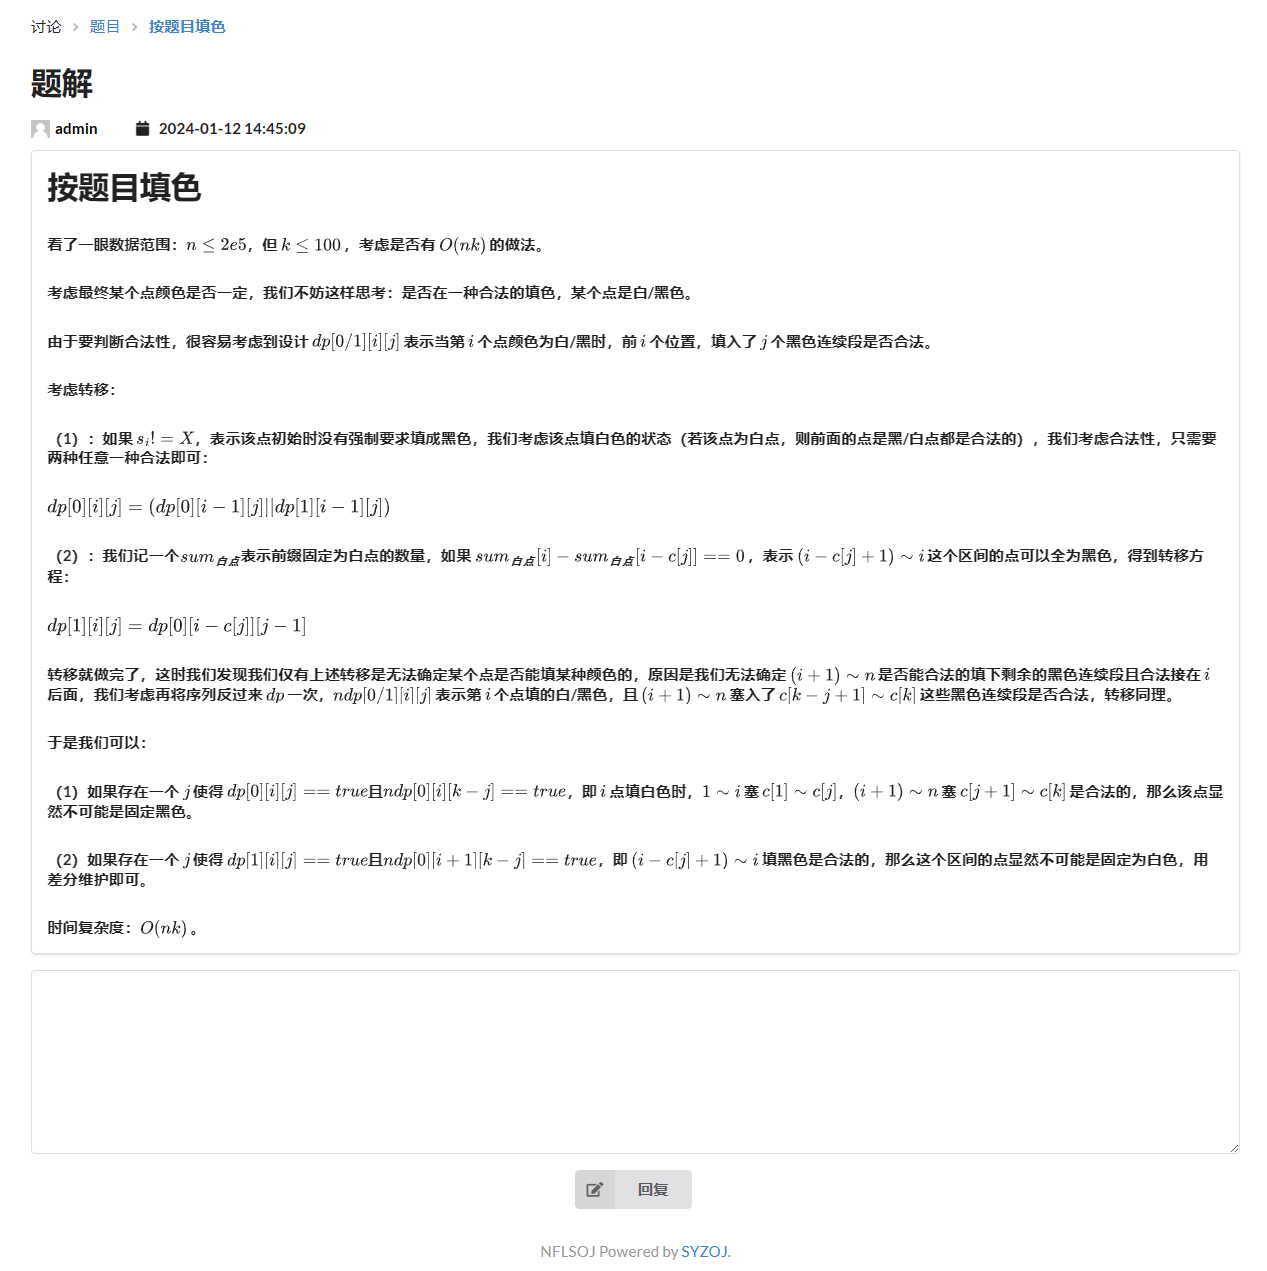 讨论 > 题目 > 按题目填色
题解
admin 2024-01-12 14:45:09
按题目填色
看了一眼数据范围：n ≤ 2e5，但 k ≤ 100，考虑是否有 O(nk) 的做法。
考虑最终某个点颜色是否一定，我们不妨这样思考：是否在一种合法的填色，某个点是白/黑色。
由于要判断合法性，很容易考虑到设计 dp[0/1][i][j] 表示当第 i 个点颜色为白/黑时，前 i 个位置，填入了 j 个黑色连续段是否合法。
考虑转移：
（1）：如果 s_i! = X，表示该点初始时没有强制要求填成黑色，我们考虑该点填白色的状态（若该点为白点，则前面的点是黑/白点都是合法的），我们考虑合法性，只需要
两种任意一种合法即可：
dp[0][i][j] = (dp[0][i − 1][j]||dp[1][i − 1][j])
（2）：我们记一个sum_白点表示前缀固定为白点的数量，如果 sum_白点[i] − sum_白点[i − c[j]] == 0，表示 (i − c[j] + 1) ∼ i 这个区间的点可以全为黑色，得到转移方
程：
dp[1][i][j] = dp[0][i − c[j]][j − 1]
转移就做完了，这时我们发现我们仅有上述转移是无法确定某个点是否能填某种颜色的，原因是我们无法确定 (i + 1) ∼ n 是否能合法的填下剩余的黑色连续段且合法接在 i
后面，我们考虑再将序列反过来 dp 一次，ndp[0/1][i][j] 表示第 i 个点填的白/黑色，且 (i + 1) ∼ n 塞入了 c[k − j + 1] ∼ c[k] 这些黑色连续段是否合法，转移同理。
于是我们可以：
（1）如果存在一个 j 使得 dp[0][i][j] == true且ndp[0][i][k − j] == true，即 i 点填白色时，1 ∼ i 塞 c[1] ∼ c[j]，(i + 1) ∼ n 塞 c[j + 1] ∼ c[k] 是合法的，那么该点显
然不可能是固定黑色。
（2）如果存在一个 j 使得 dp[1][i][j] == true且ndp[0][i + 1][k − j] == true，即 (i − c[j] + 1) ∼ i 填黑色是合法的，那么这个区间的点显然不可能是固定为白色，用
差分维护即可。
时间复杂度：O(nk)。
回复
NFLSOJ Powered by SYZOJ.